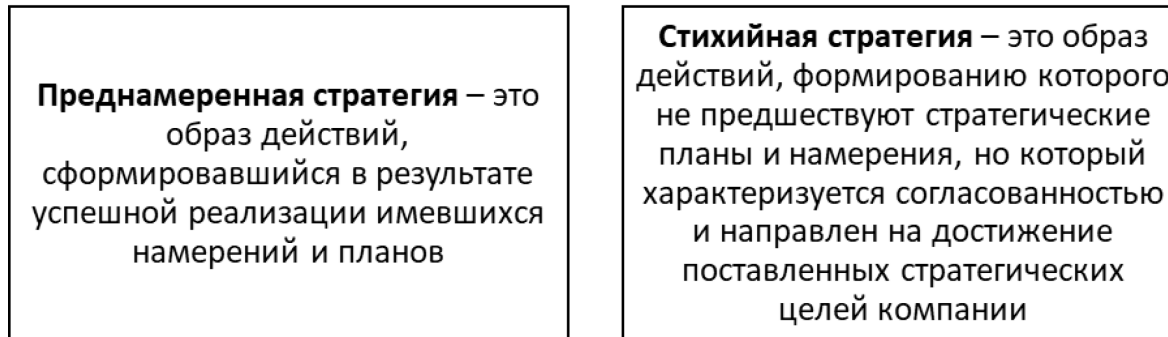 Преднамеренная стратегия – это
образ действий,
сформировавшийся в результате
успешной реализации имевшихся
намерений и планов
Стихийная стратегия – это образ
действий, формированию которого
не предшествуют стратегические
планы и намерения, но который
характеризуется согласованностью
и направлен на достижение
поставленных стратегических
целей компании